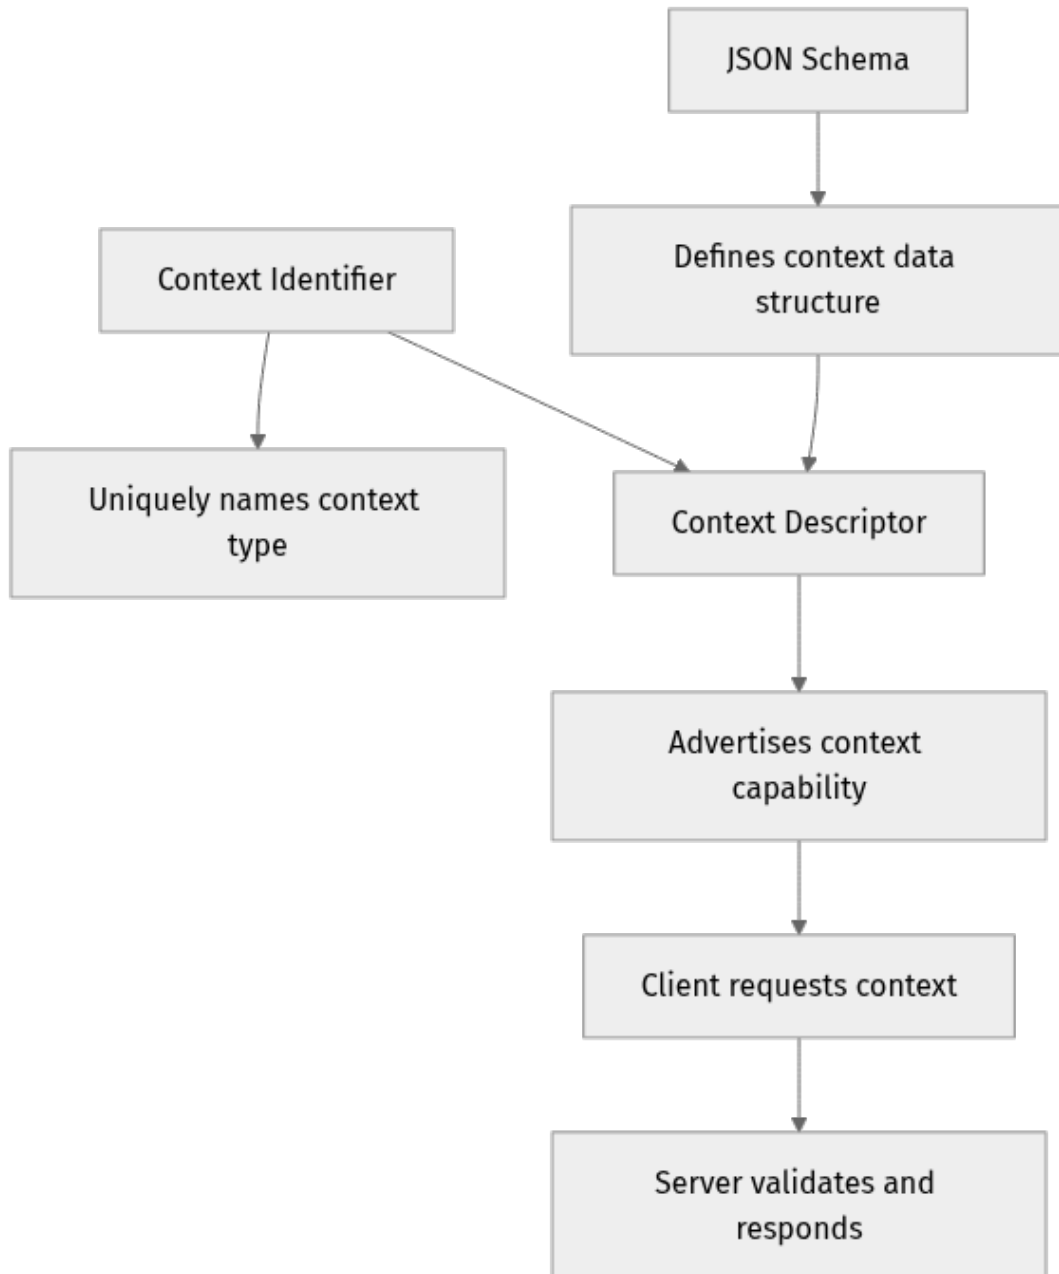 JSON Schema
Defines context data
structure
Context Identifier
Uniquely names context
type
Context Descriptor
Advertises context
capability
Client requests context
Server validates and
responds